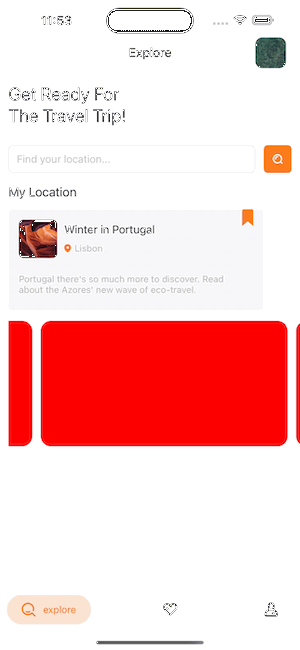 11:53
Explore
Get Ready For
The Travel Trip!
Find your location...
My Location
Winter in Portugal
Lisbon
Portugal there's so much more to discover. Read
about the Azores' new wave of eco-travel.
explore